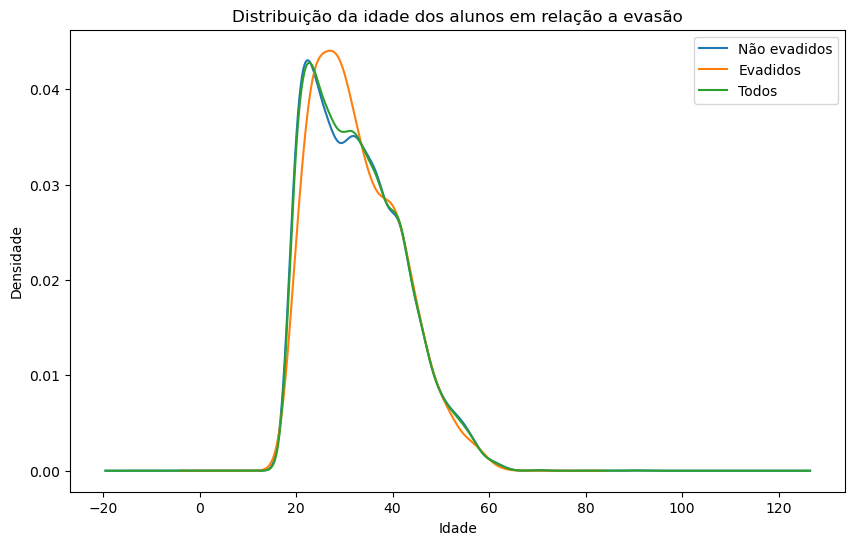 Distribuição da idade dos alunos em relação a evasão
Não evadidos
Evadidos
Todos
0.04
0.03
0.02
0.01
0.00
Densidade
−20
0
20
40
60
80
100
120
Idade